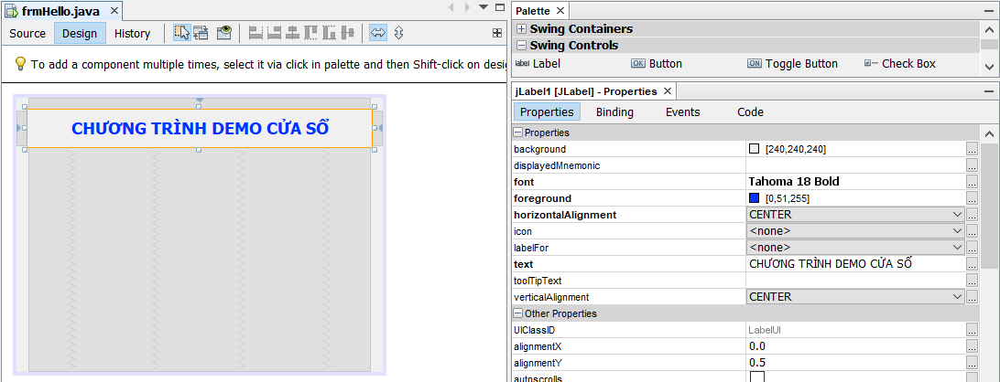 frmHello.java
Source Design History
To add a component multiple times, select it via click in palette and then Shift-click on desi
CHƯƠNG TRÌNH DEMO CỬA SỔ
Palette
Swing Containers
Swing Controls
label Label OK Button ON Toggle Button Check Box
jLabel1 [JLabel] - Properties
Properties Binding Events Code
Properties
background [240,240,240] ...
displayedMnemonic ...
font Tahoma 18 Bold ...
foreground [0,51,255] ...
horizontalAlignment CENTER ...
icon <none> ...
labelFor <none> ...
text CHƯƠNG TRÌNH DEMO CỬA SỔ ...
toolTipText ...
verticalAlignment CENTER ...
Other Properties
UIClassID LabelUI ...
alignmentX 0.0 ...
alignmentY 0.5 ...
autoscrolls ...